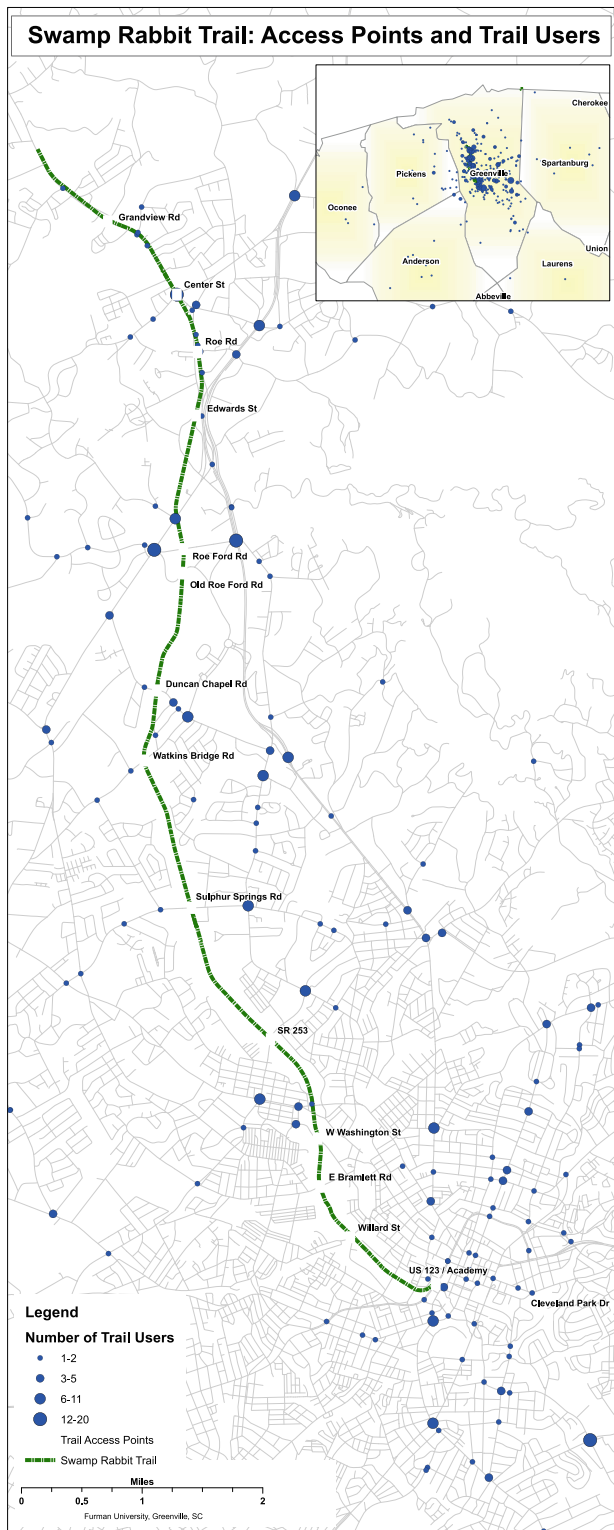 Swamp Rabbit Trail: Access Points and Trail Users
Cherokee
Pickens
Greenville
Spartanburg
Oconee
Union
Anderson
Laurens
Abbeville
Grandview Rd
Center St
Roe Rd
Edwards St
Roe Ford Rd
Old Roe Ford Rd
Duncan Chapel Rd
Watkins Bridge Rd
Sulphur Springs Rd
SR 253
W Washington St
E Bramlett Rd
Willard St
US 123 / Academy
Cleveland Park Dr
Legend
Number of Trail Users
1-2
3-5
6-11
12-20
Trail Access Points
Swamp Rabbit Trail
Miles
0 0.5 1 2
Furman University, Greenville, SC